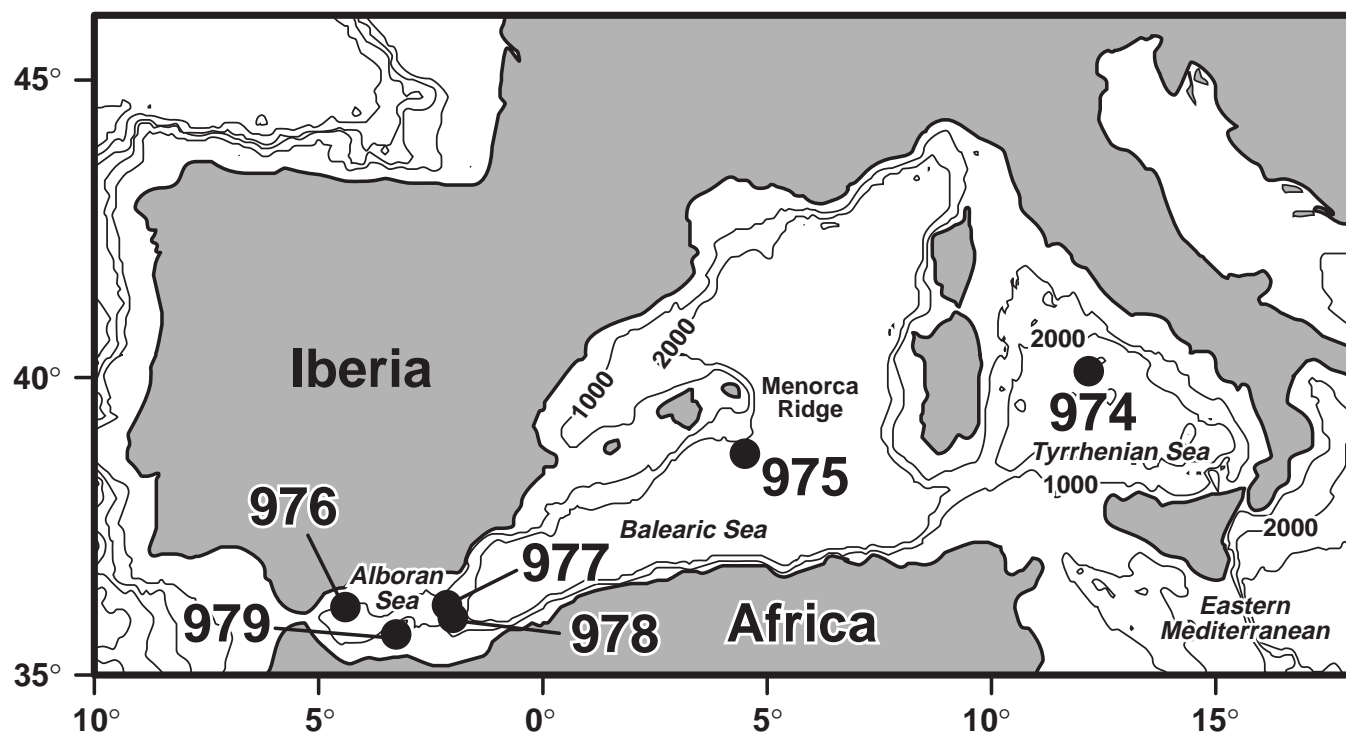 45°
40°
35°
10°
5°
0°
5°
10°
15°
Iberia
Africa
1000
2000
Menorca
Ridge
975
Balearic Sea
2000
974
Tyrrhenian Sea
1000
2000
976
Alboran
Sea
977
979
978
Eastern
Mediterranean